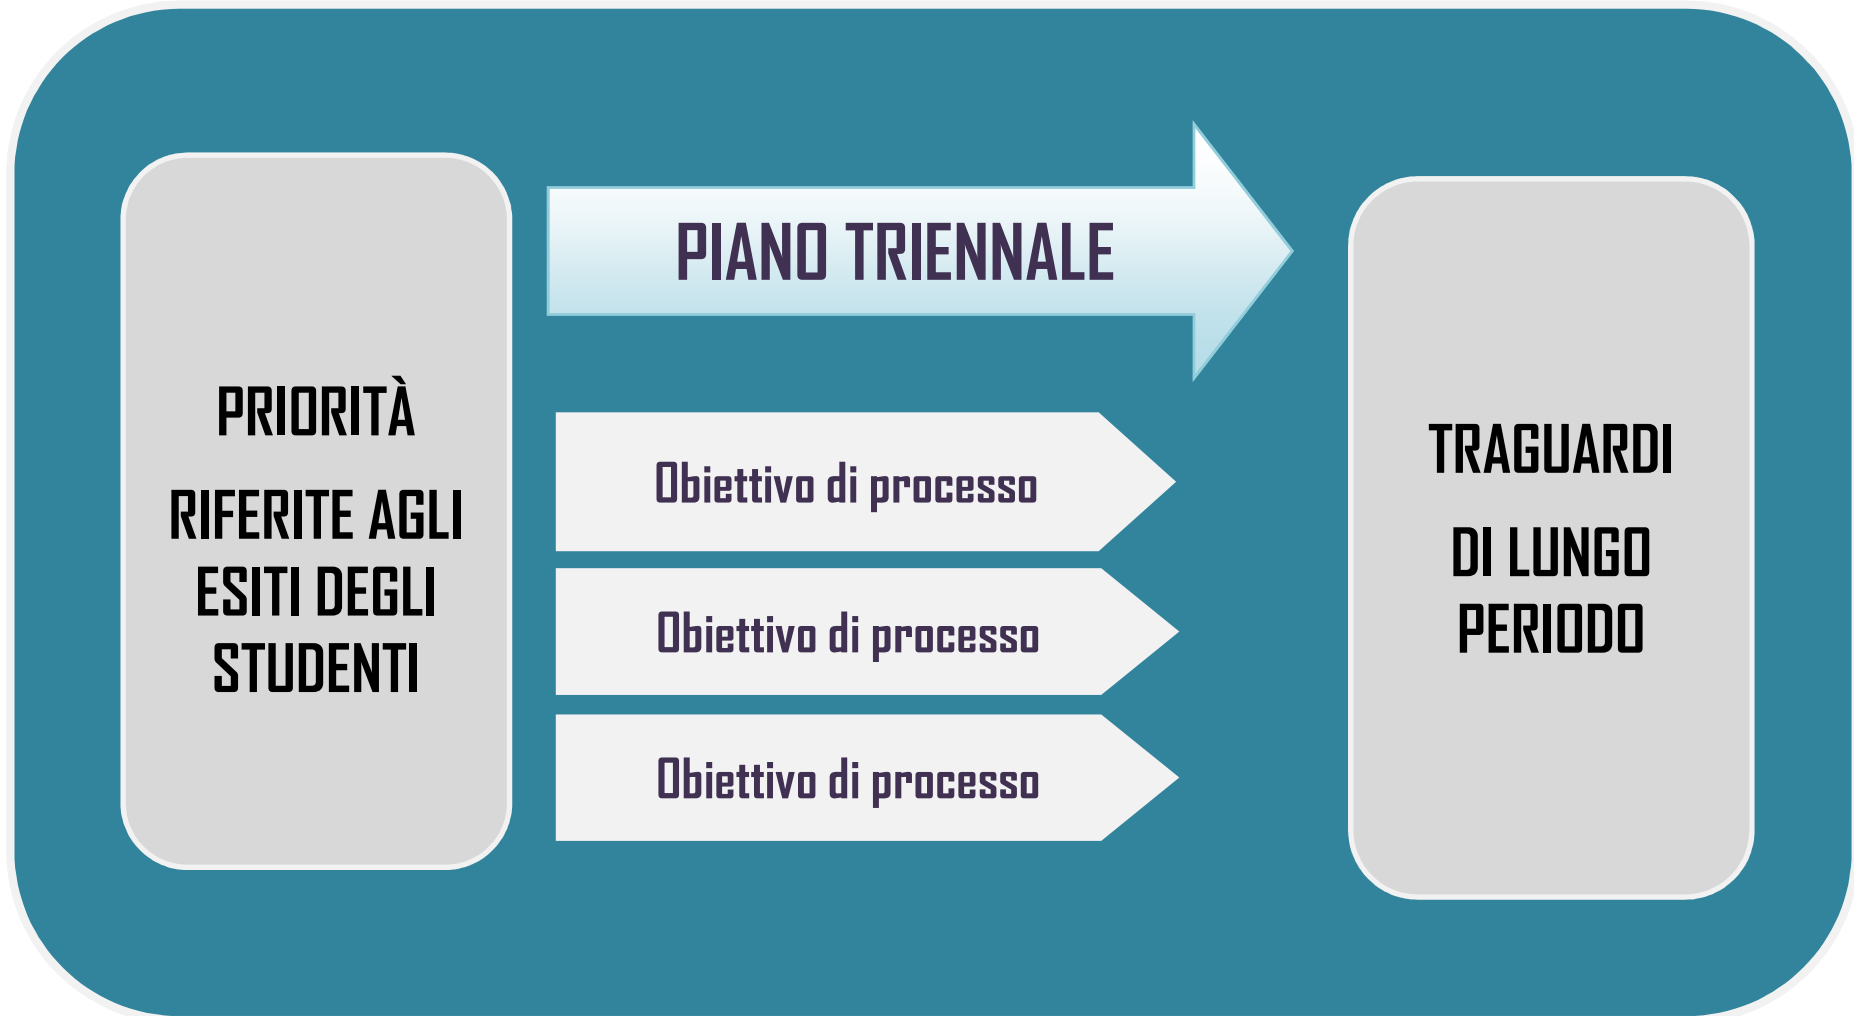 PRIORITÀ
RIFERITE AGLI
ESITI DEGLI
STUDENTI
PIANO TRIENNALE
Obiettivo di processo
Obiettivo di processo
Obiettivo di processo
TRAGUARDI
DI LUNGO
PERIODO